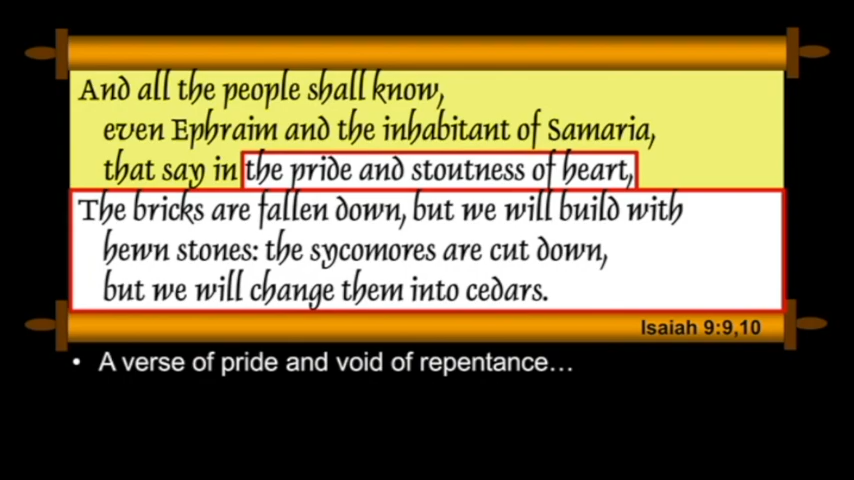 And all the people shall know,
even Ephraim and the inhabitant of Samaria,
that say in the pride and stoutness of heart,
The bricks are fallen down, but we will build with
hewn stones: the sycomores are cut down,
but we will change them into cedars.
Isaiah 9:9,10
• A verse of pride and void of repentance…